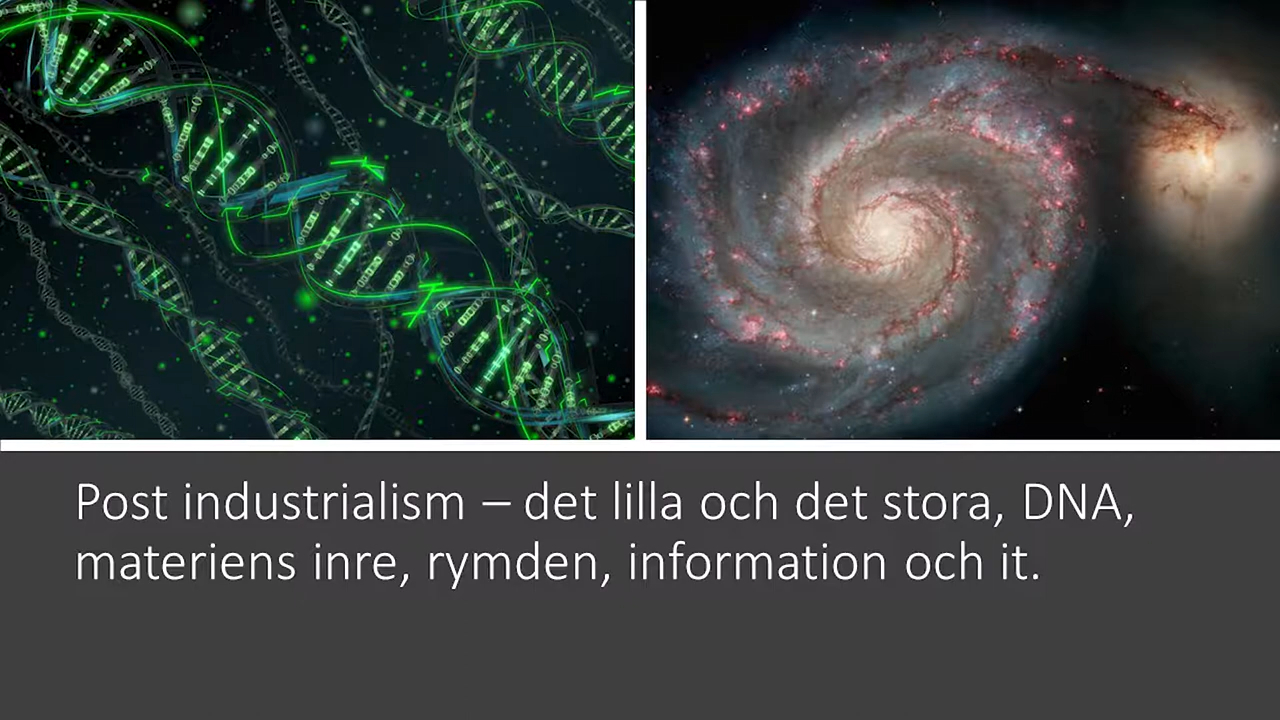 Post industrialism – det lilla och det stora, DNA,
materiens inre, rymden, information och it.